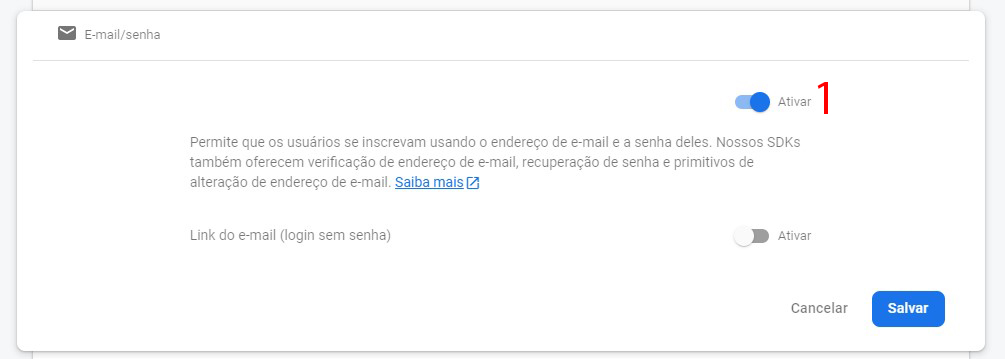 E-mail/senha
Ativar 1
Permite que os usuários se inscrevam usando o endereço de e-mail e a senha deles. Nossos SDKs
também oferecem verificação de endereço de e-mail, recuperação de senha e primitivos de
alteração de endereço de e-mail. Saiba mais
Link do e-mail (login sem senha) Ativar
Cancelar Salvar